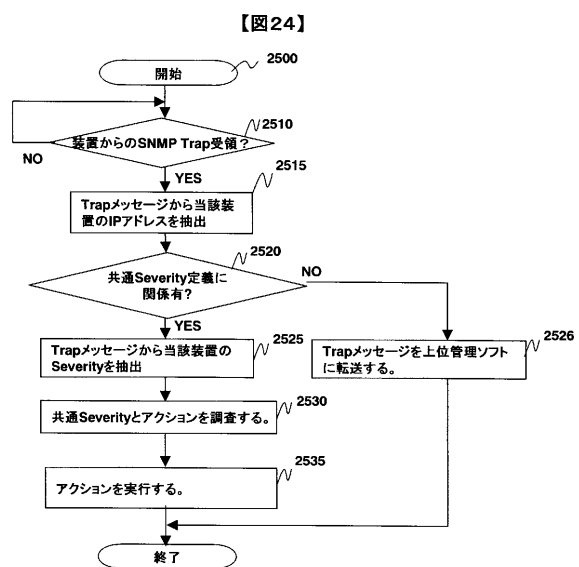 【図24】
2500
開始
2510
装置からのSNMP Trap受領？
NO
YES
2515
Trapメッセージから当該装
置のIPアドレスを抽出
2520
共通Severity定義に
関係有?
NO
YES
2525
Trapメッセージから当該装置の
Severityを抽出
2526
Trapメッセージを上位管理ソフト
に転送する。
2530
共通Severityとアクションを調査する。
2535
アクションを実行する。
終了